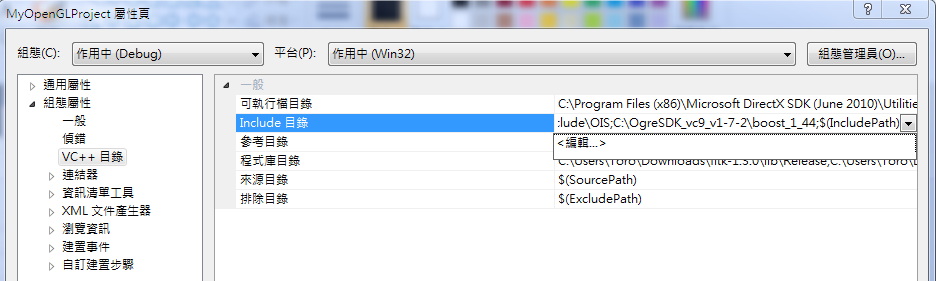 MyOpenGLProject 屬性頁
組態(C): 作用中 (Debug) 平台(P): 作用中 (Win32) 組態管理員(O)...
通用屬性
組態屬性
一般
偵錯
VC++ 目錄
連結器
資訊清單工具
XML 文件產生器
瀏覽資訊
建置事件
自訂建置步驟
一般
可執行檔目錄 C:\Program Files (x86)\Microsoft DirectX SDK (June 2010)\Utilities
Include 目錄 :lude\OIS;C:\OgreSDK_vc9_v1-7-2\boost_1_44;$(IncludePath)
參考目錄 <編輯...>
程式庫目錄 C:\Users\Toro\Downloads\fltk-1.3.0\lib\Release;C:\Users\Toro\
來源目錄 $(SourcePath)
排除目錄 $(ExcludePath)